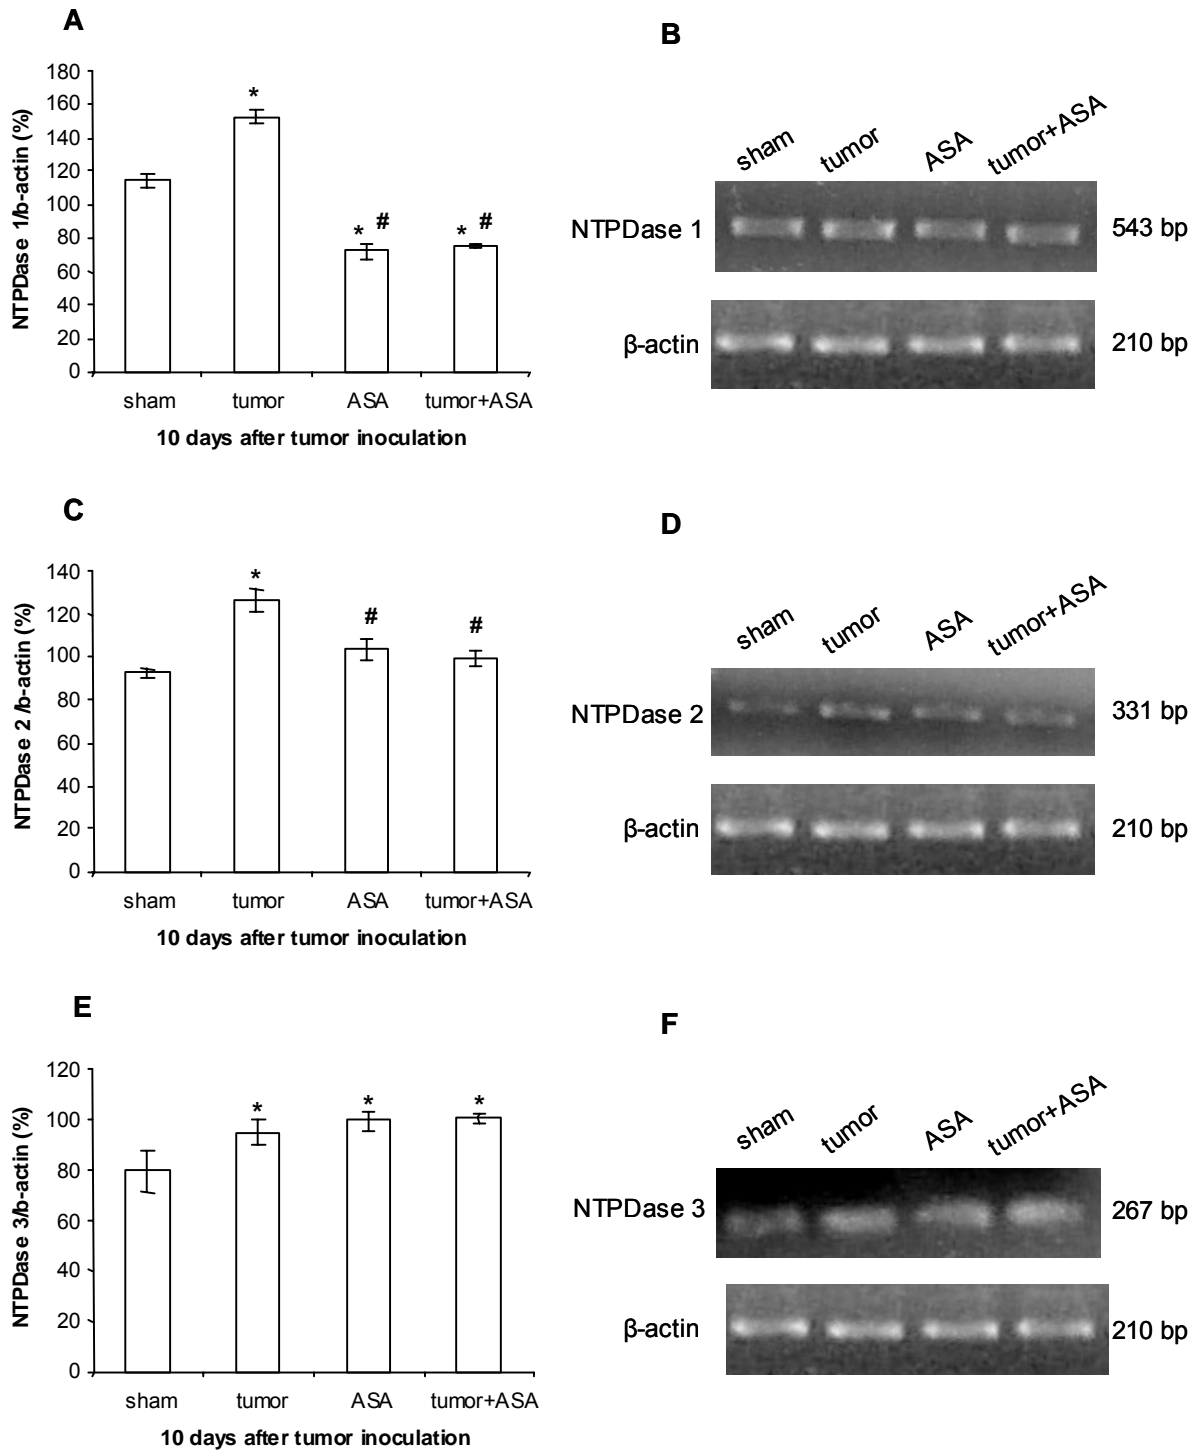 A
NTPDase 1/b-actin (%)
180
160
140
120
100
80
60
40
20
0
*
* #
* #
sham tumor ASA tumor+ASA
10 days after tumor inoculation
B
sham tumor ASA tumor+ASA
NTPDase 1 543 bp
β-actin 210 bp
C
NTPDase 2 /b-actin (%)
140
120
100
80
60
40
20
0
*
#
#
sham tumor ASA tumor+ASA
10 days after tumor inoculation
D
sham tumor ASA tumor+ASA
NTPDase 2 331 bp
β-actin 210 bp
E
NTPDase 3/b-actin (%)
120
100
80
60
40
20
0
* * *
sham tumor ASA tumor+ASA
10 days after tumor inoculation
F
sham tumor ASA tumor+ASA
NTPDase 3 267 bp
β-actin 210 bp